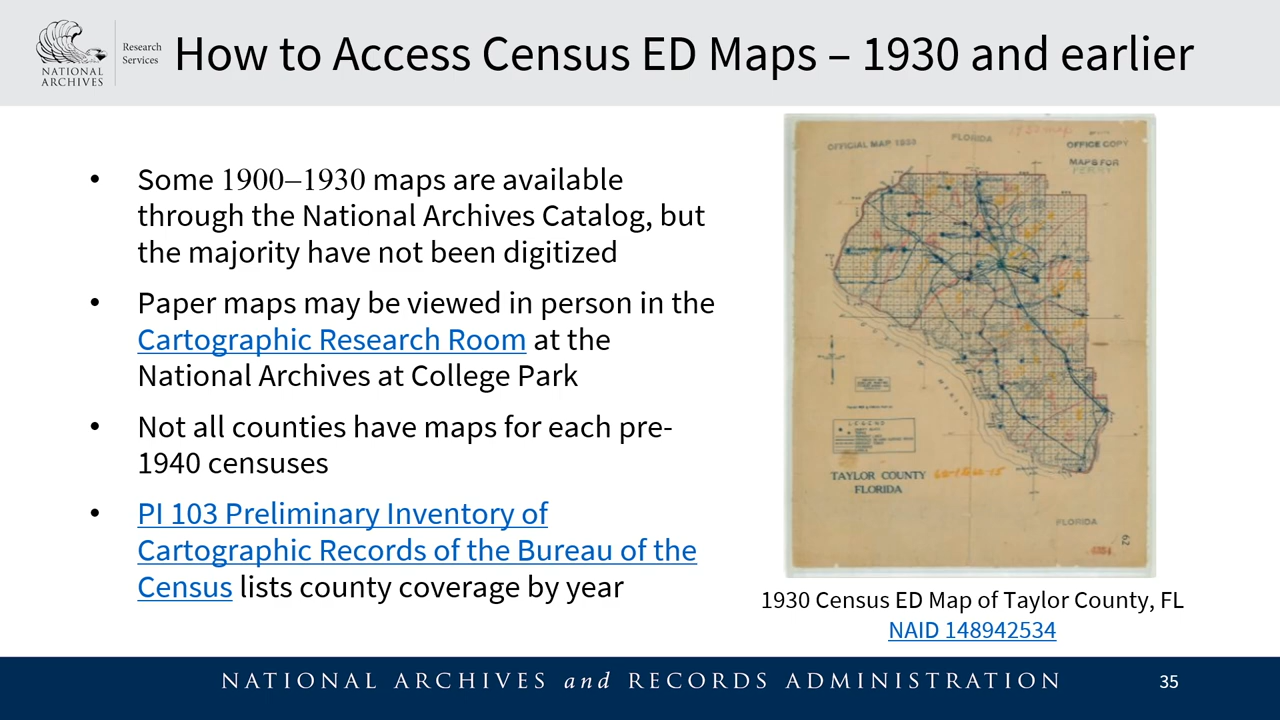 NATIONAL
ARCHIVES
Research
Services
How to Access Census ED Maps – 1930 and earlier
• Some 1900–1930 maps are available
through the National Archives Catalog, but
the majority have not been digitized
• Paper maps may be viewed in person in the
Cartographic Research Room at the
National Archives at College Park
• Not all counties have maps for each pre-
1940 censuses
• PI 103 Preliminary Inventory of
Cartographic Records of the Bureau of the
Census lists county coverage by year
OFFICIAL MAP 1933
FLORIDA
OFFICE COPY
MAPS FOR
PERRY
LEGEND
TAYLOR COUNTY
FLORIDA
FLORIDA
62
1930 Census ED Map of Taylor County, FL
NAID 148942534
NATIONAL ARCHIVES and RECORDS ADMINISTRATION
35